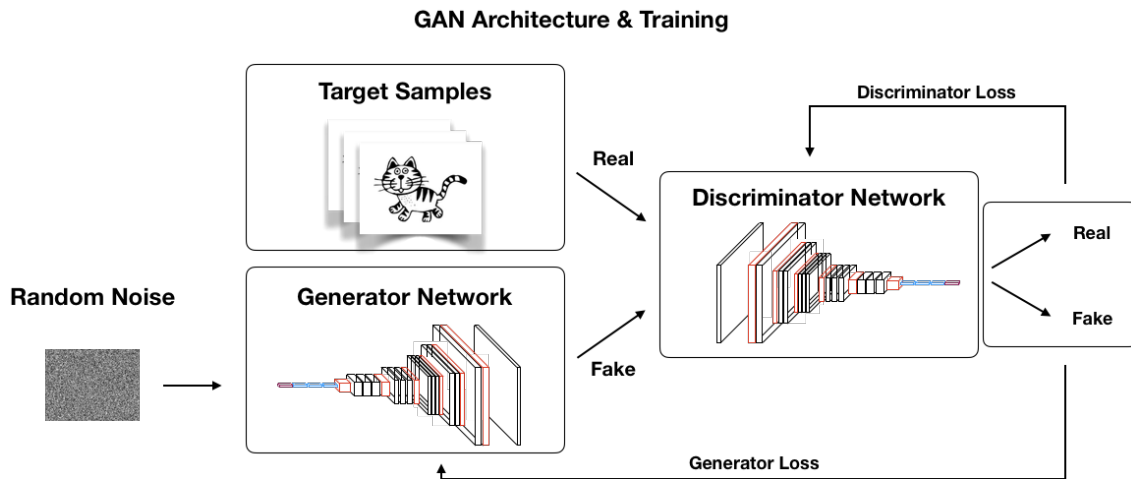 GAN Architecture & Training
Target Samples
Discriminator Loss
Real
Discriminator Network
Real
Random Noise
Generator Network
Fake
Fake
Generator Loss